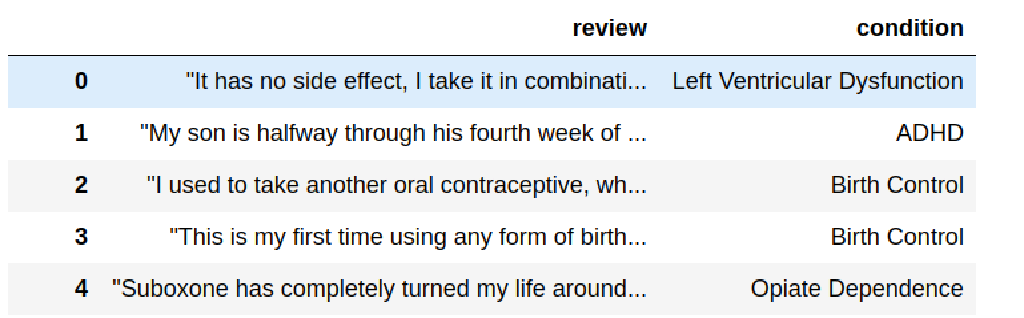 review condition
0 "It has no side effect, I take it in combinati... Left Ventricular Dysfunction
1 "My son is halfway through his fourth week of ... ADHD
2 "I used to take another oral contraceptive, wh... Birth Control
3 "This is my first time using any form of birth... Birth Control
4 "Suboxone has completely turned my life around... Opiate Dependence